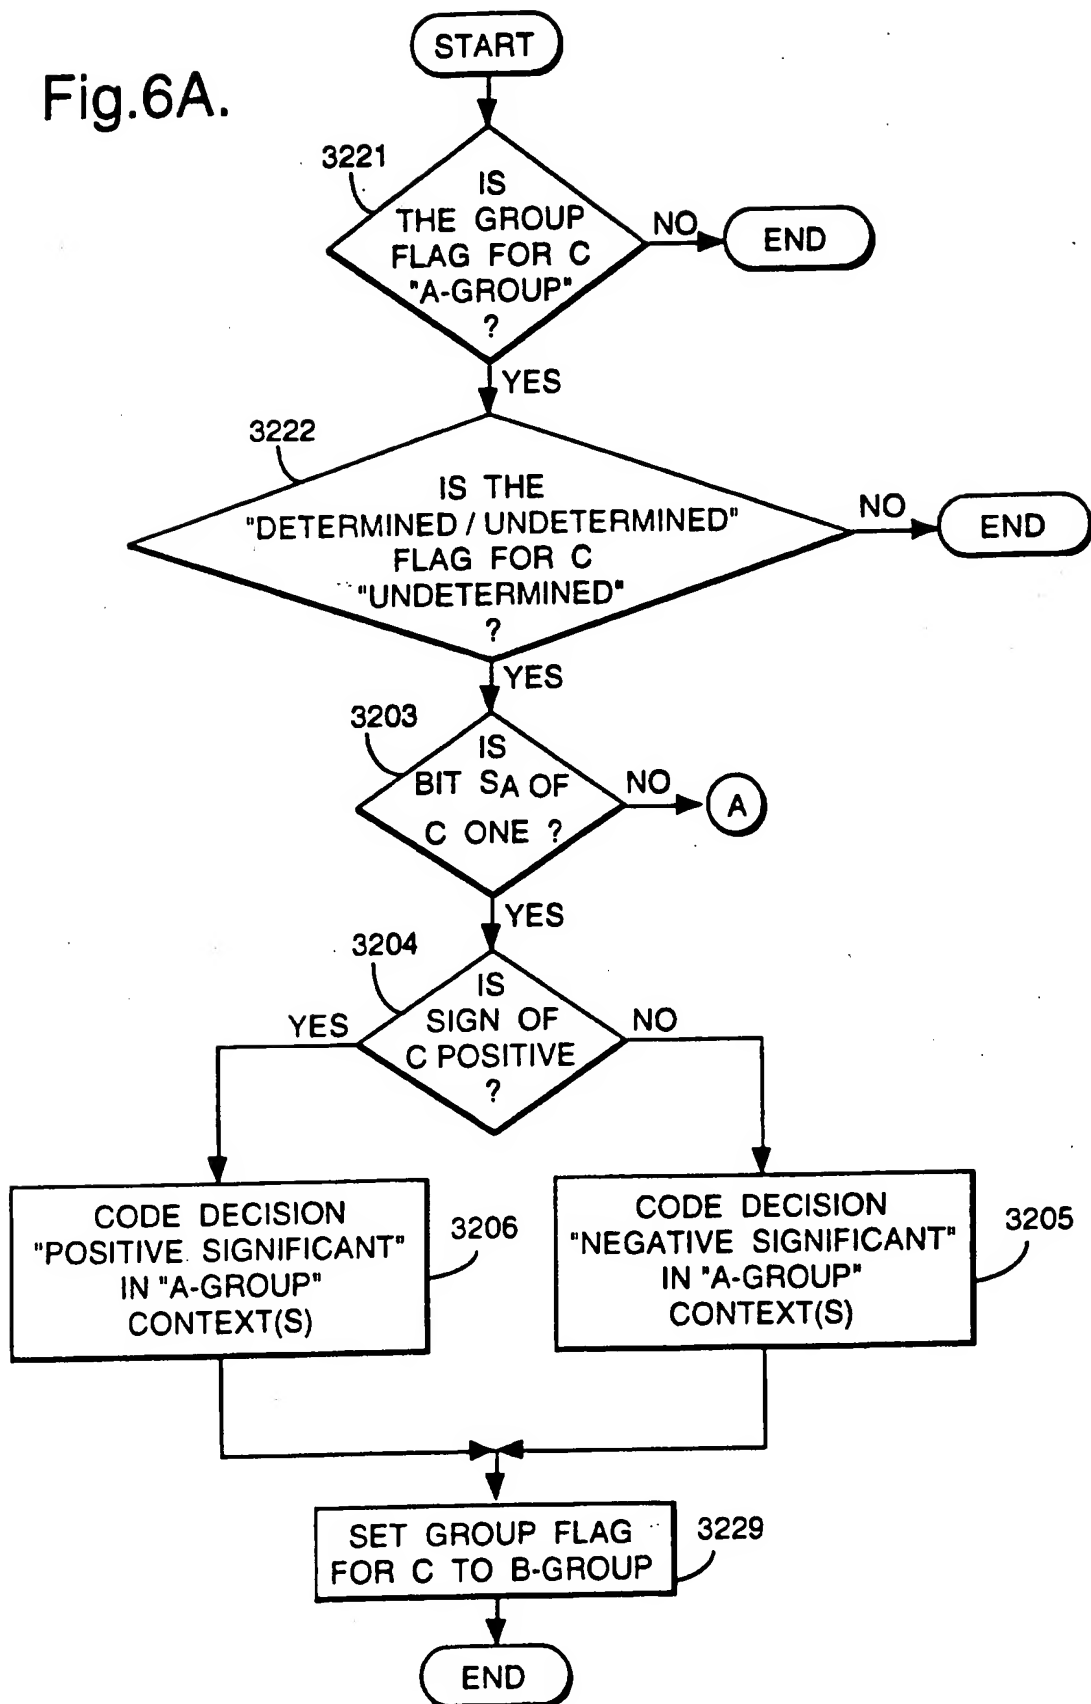 START
Fig.6A.
3221
IS
THE GROUP
FLAG FOR C
"A-GROUP"
?
NO
END
YES
3222
IS THE
"DETERMINED / UNDETERMINED"
FLAG FOR C
"UNDETERMINED"
?
NO
END
YES
3203
IS
BIT SA OF
C ONE ?
NO
A
YES
3204
IS
SIGN OF
C POSITIVE
?
YES
NO
CODE DECISION
"POSITIVE SIGNIFICANT"
IN "A-GROUP"
CONTEXT(S)
3206
CODE DECISION
"NEGATIVE SIGNIFICANT"
IN "A-GROUP"
CONTEXT(S)
3205
SET GROUP FLAG
FOR C TO B-GROUP
3229
END